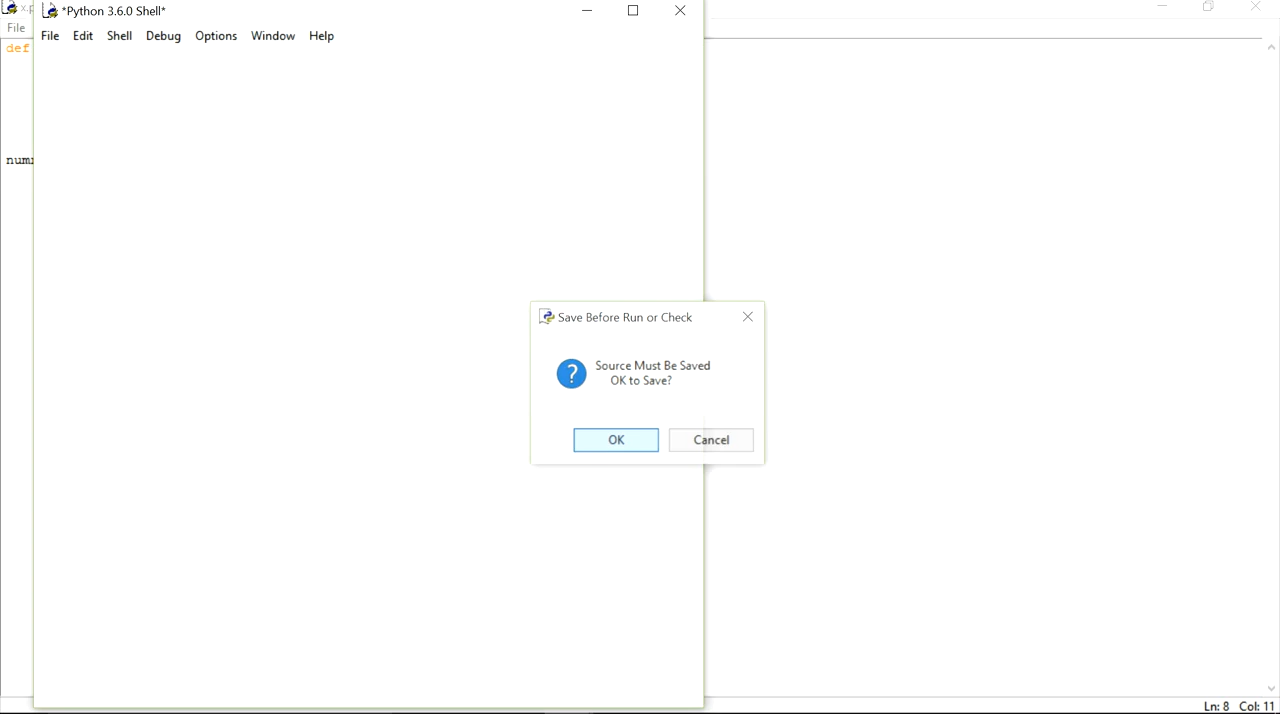 *Python 3.6.0 Shell*
File Edit Shell Debug Options Window Help
File
def
Save Before Run or Check
Source Must Be Saved
OK to Save?
OK Cancel
Ln: 8 Col: 11